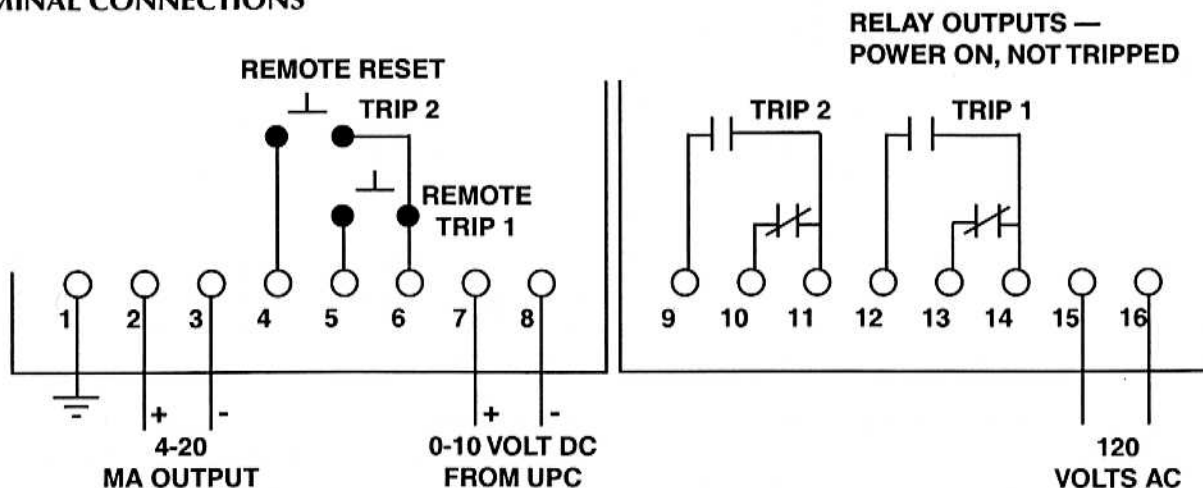 CONNECTIONS
RELAY OUTPUTS —
POWER ON, NOT TRIPPED
REMOTE RESET
TRIP 2
REMOTE
TRIP 1
TRIP 2
TRIP 1
1 2 3 4 5 6 7 8
9 10 11 12 13 14 15 16
+ -
4-20
MA OUTPUT
+ -
0-10 VOLT DC
FROM UPC
120
VOLTS AC